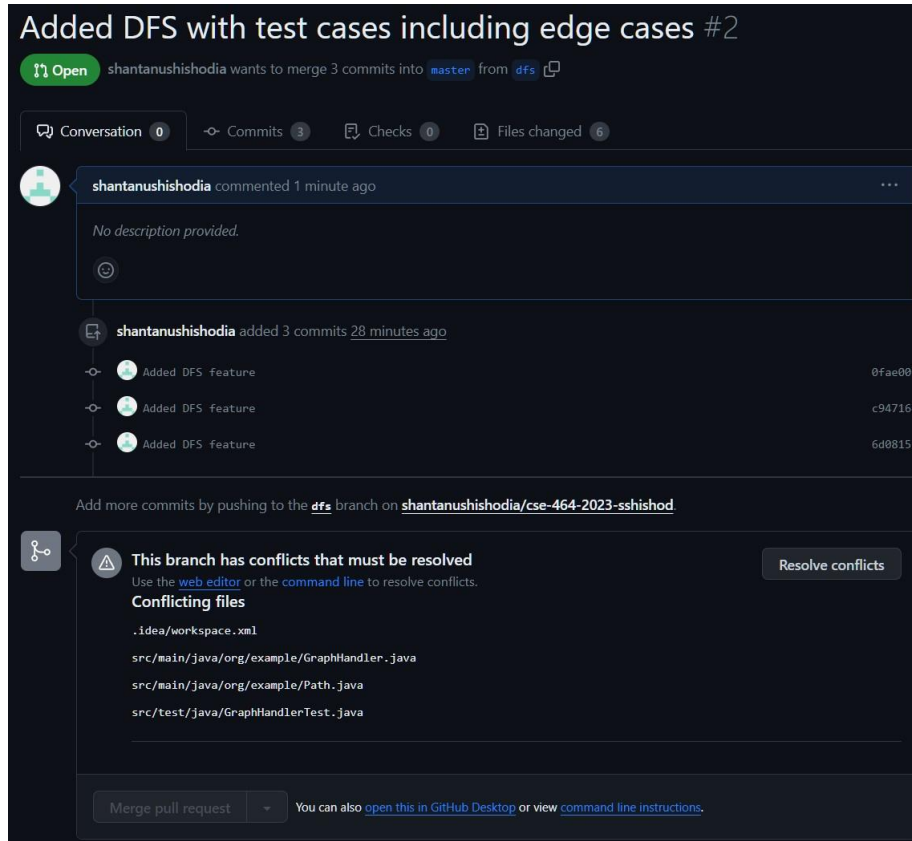 Added DFS with test cases including edge cases #2
Open shantanushishodia wants to merge 3 commits into master from dfs
Conversation 0 Commits 3 Checks 0 Files changed 6
shantanushishodia commented 1 minute ago ...
No description provided.
shantanushishodia added 3 commits 28 minutes ago
Added DFS feature 0fae00
Added DFS feature c94716
Added DFS feature 6d0815
Add more commits by pushing to the dfs branch on shantanushishodia/cse-464-2023-sshishod.
This branch has conflicts that must be resolved Resolve conflicts
Use the web editor or the command line to resolve conflicts.
Conflicting files
.idea/workspace.xml
src/main/java/org/example/GraphHandler.java
src/main/java/org/example/Path.java
src/test/java/GraphHandlerTest.java
Merge pull request You can also open this in GitHub Desktop or view command line instructions.